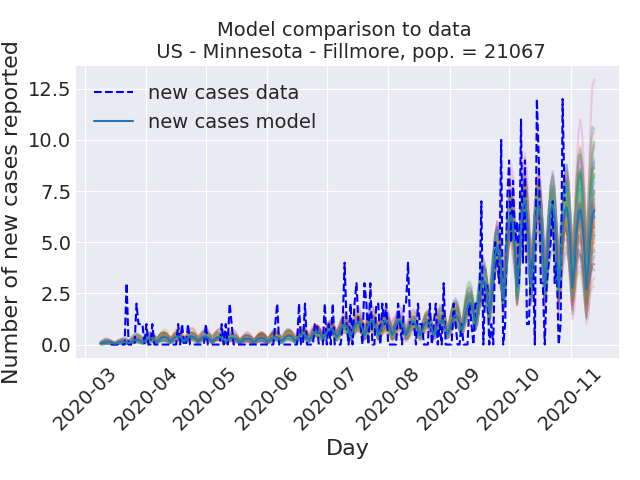 Model comparison to data
US - Minnesota - Fillmore, pop. = 21067
new cases data
new cases model
Number of new cases reported
12.5
10.0
7.5
5.0
2.5
0.0
2020-03
2020-04
2020-05
2020-06
2020-07
2020-08
2020-09
2020-10
2020-11
Day